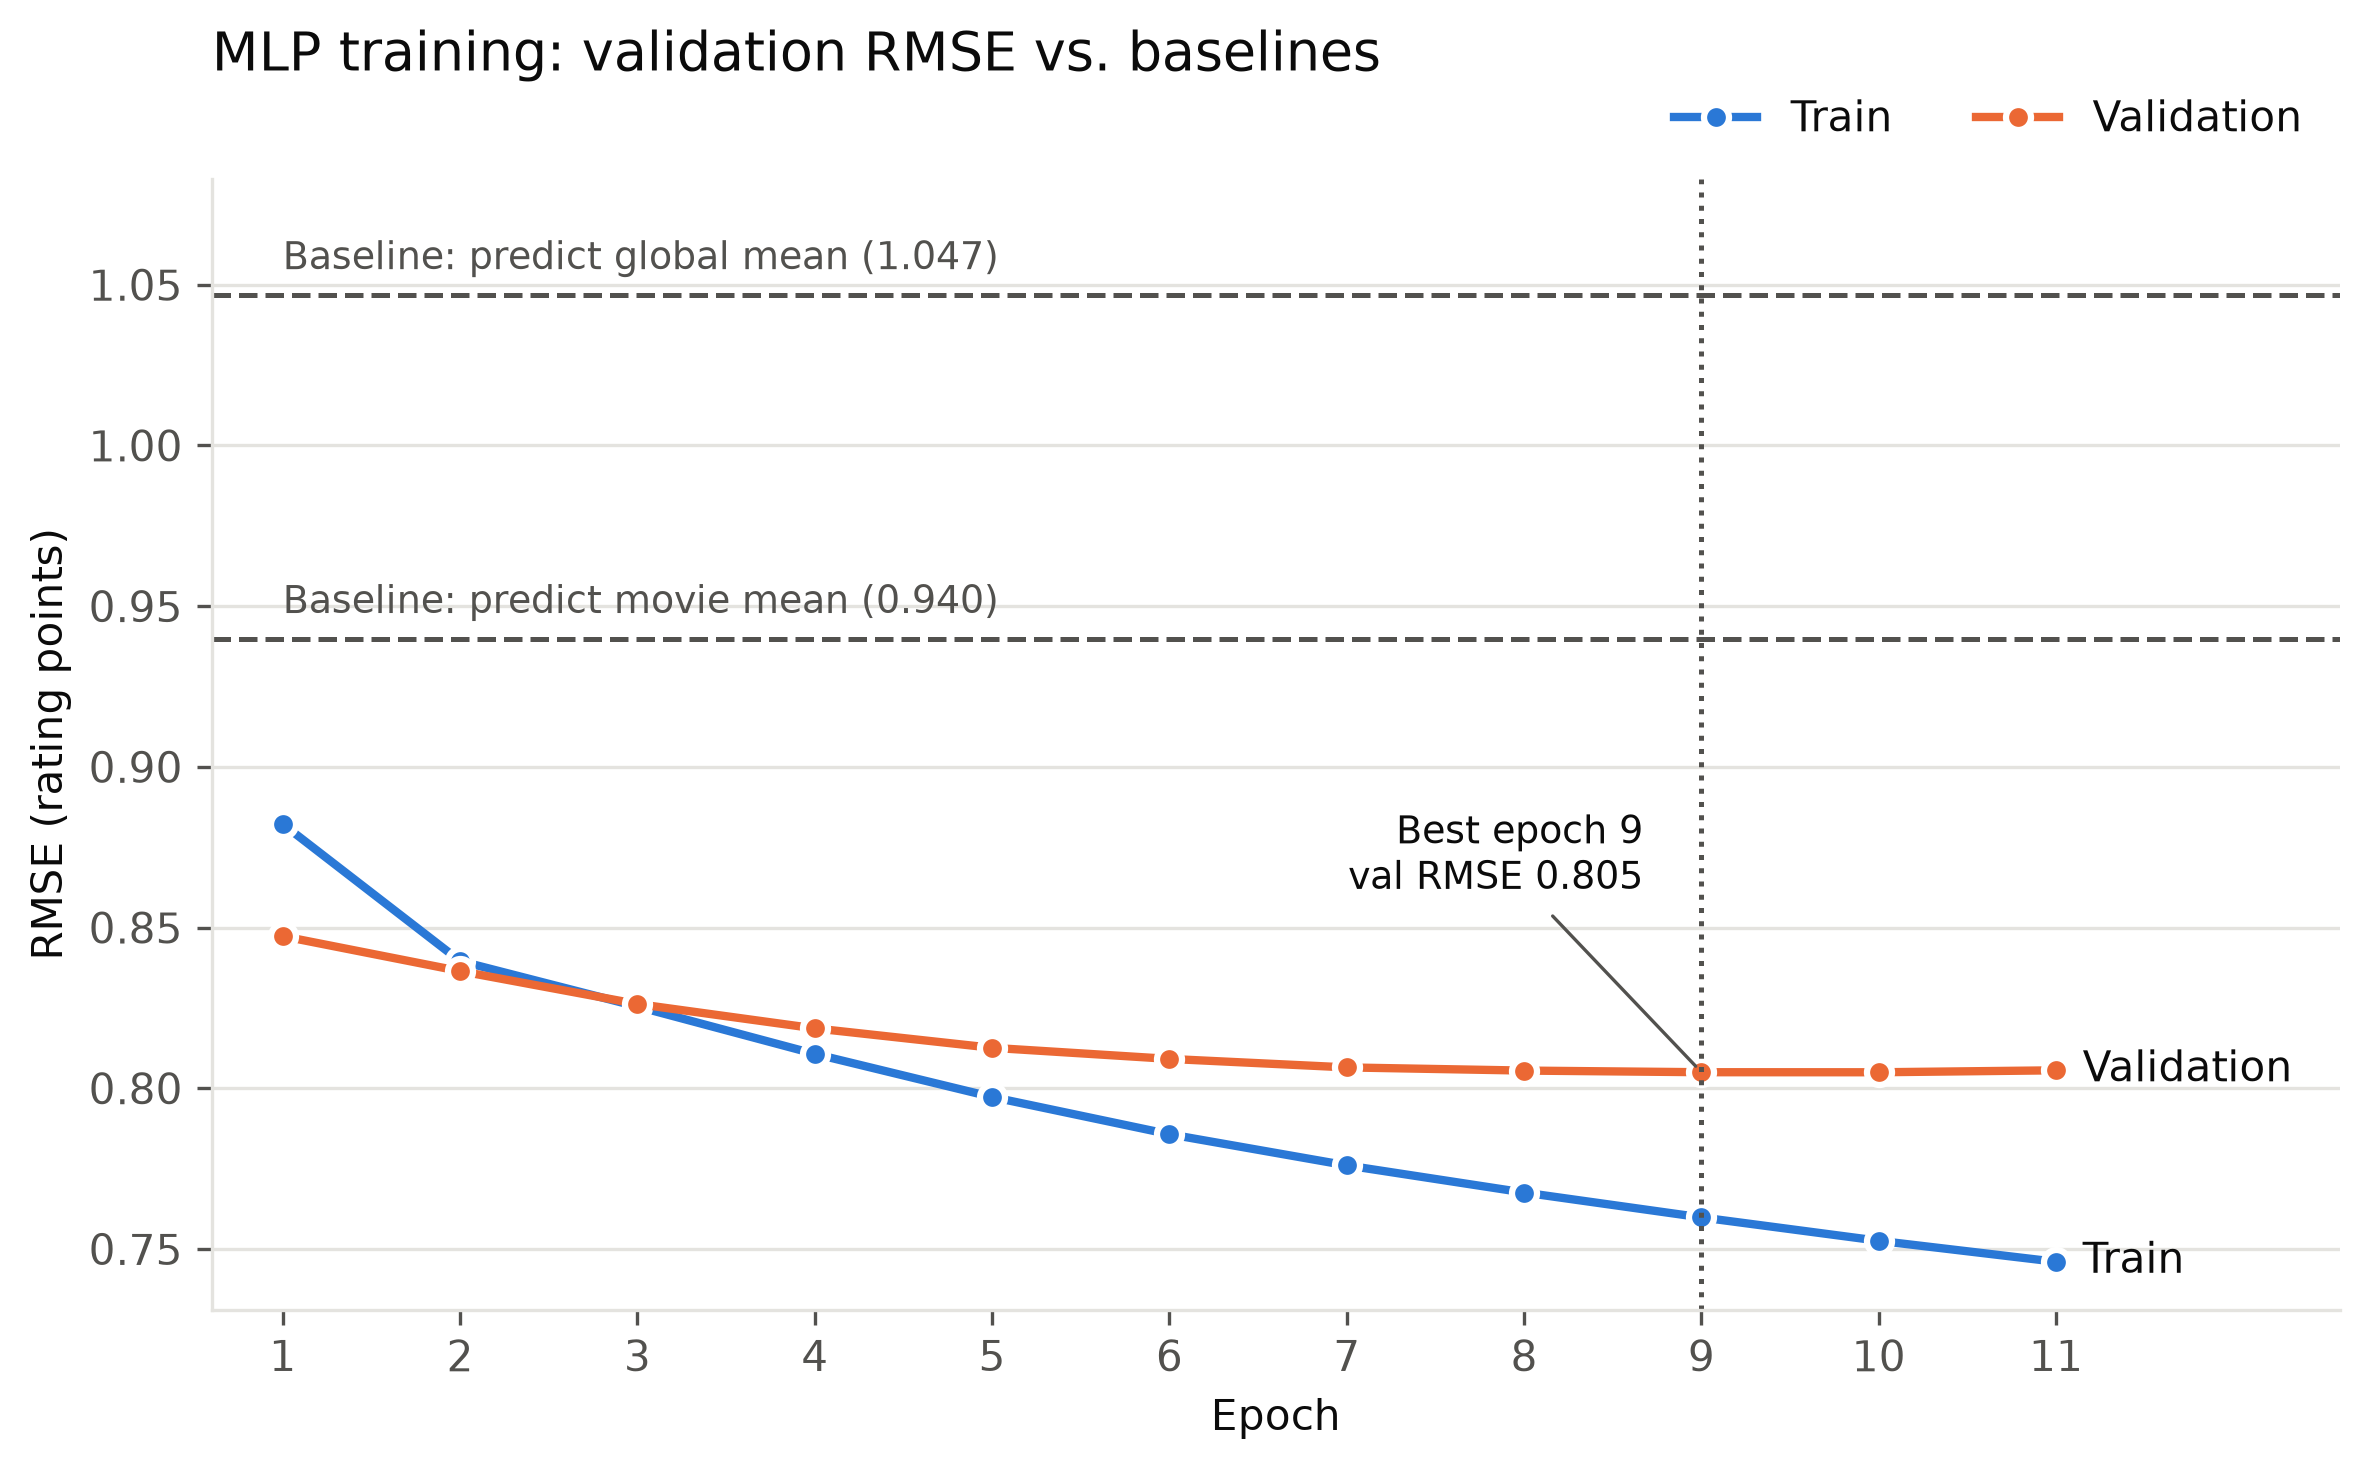 MLP training: validation RMSE vs. baselines
Train
Validation
Baseline: predict global mean (1.047)
1.05
1.00
Baseline: predict movie mean (0.940)
0.95
0.90
Best epoch 9
val RMSE 0.805
0.85
0.80
Validation
0.75
Train
RMSE (rating points)
1 2 3 4 5 6 7 8 9 10 11
Epoch